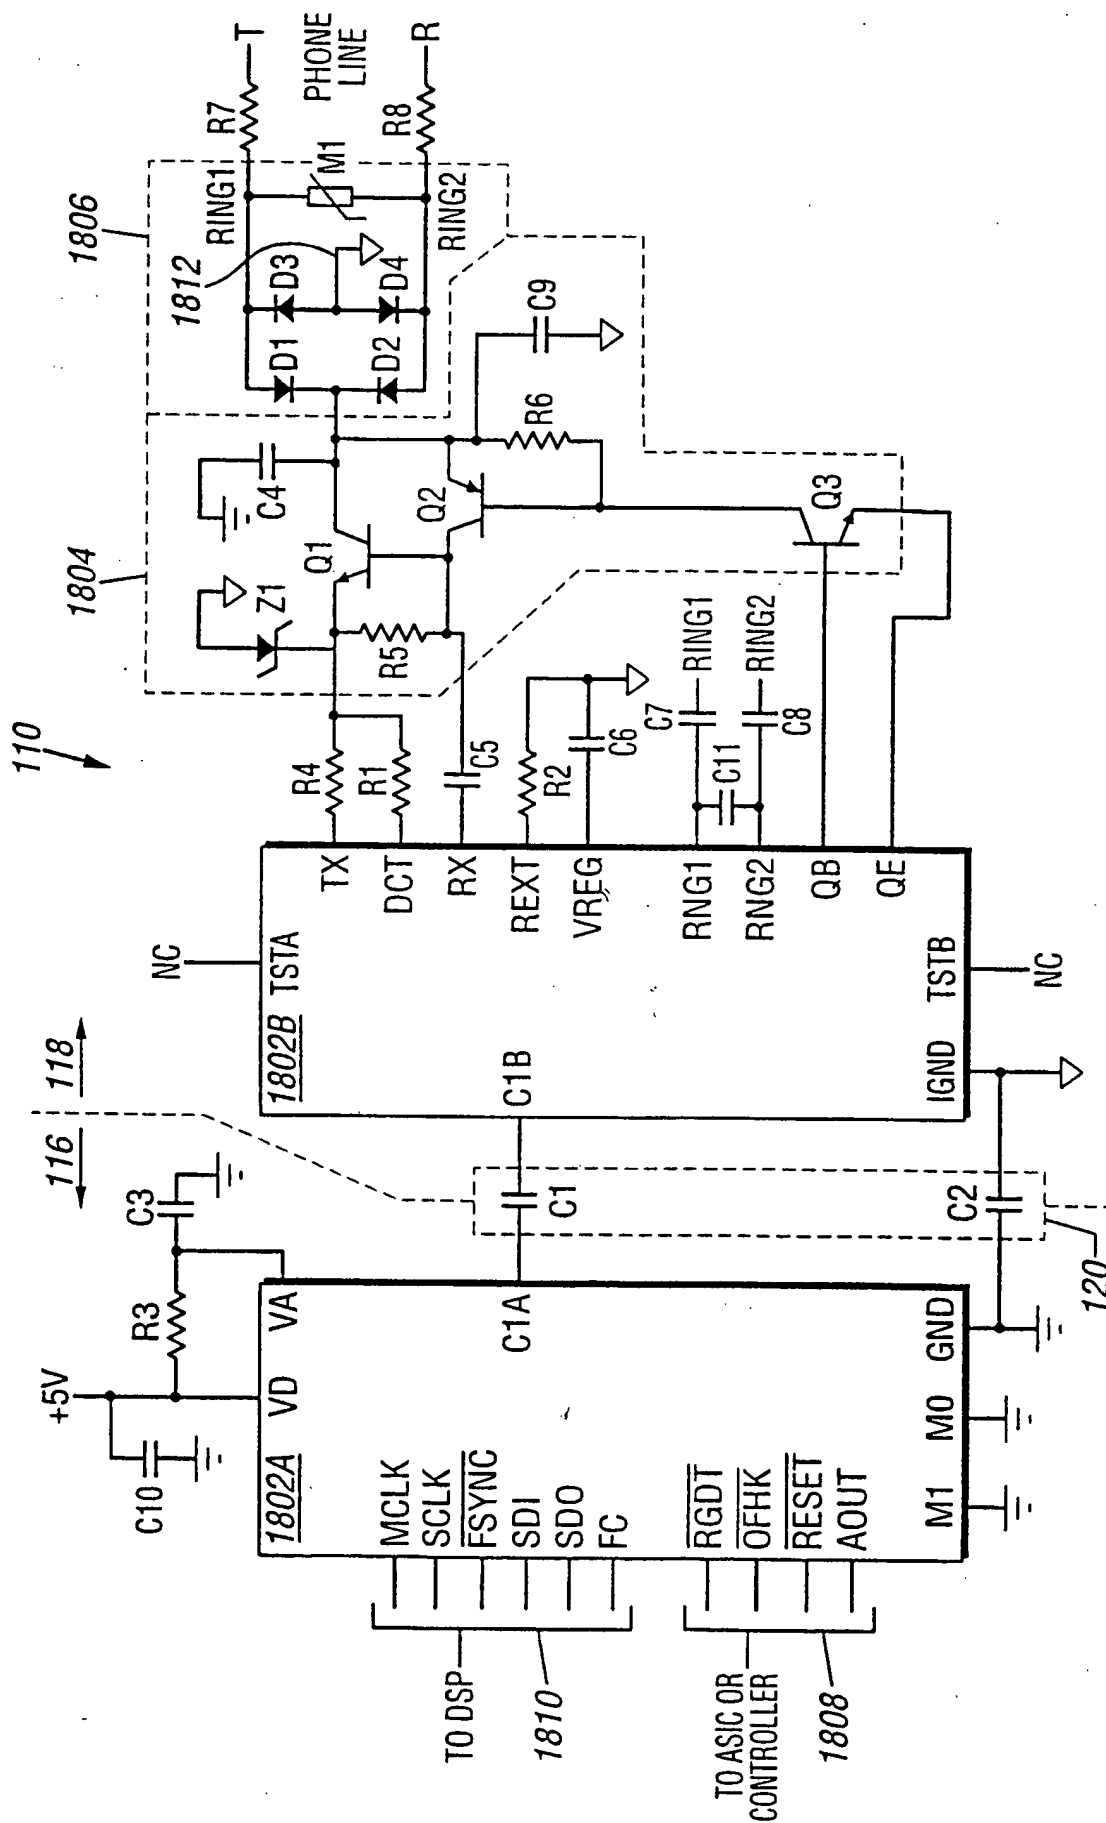 110
116
118
+5V
C10
R3
C3
VD
VA
1802A
MCLK
SCLK
FSYNC
SDI
SDO
FC
RGDT
OFHK
RESET
AOUT
M1
M0
GND
C1A
TO DSP
1810
TO ASIC OR
CONTROLLER
1808
C1
C2
120
NC
TSTA
1802B
C1B
IGND
TSTB
NC
TX
DCT
RX
REXT
VREG
RNG1
RNG2
QB
QE
R4
R1
C5
R2
C6
C7
RING1
C11
C8
RING2
1804
Z1
R5
Q1
C4
Q2
R6
C9
Q3
1806
1812
D1
D3
D2
D4
RING1
M1
RING2
R7
T
PHONE
LINE
R8
R